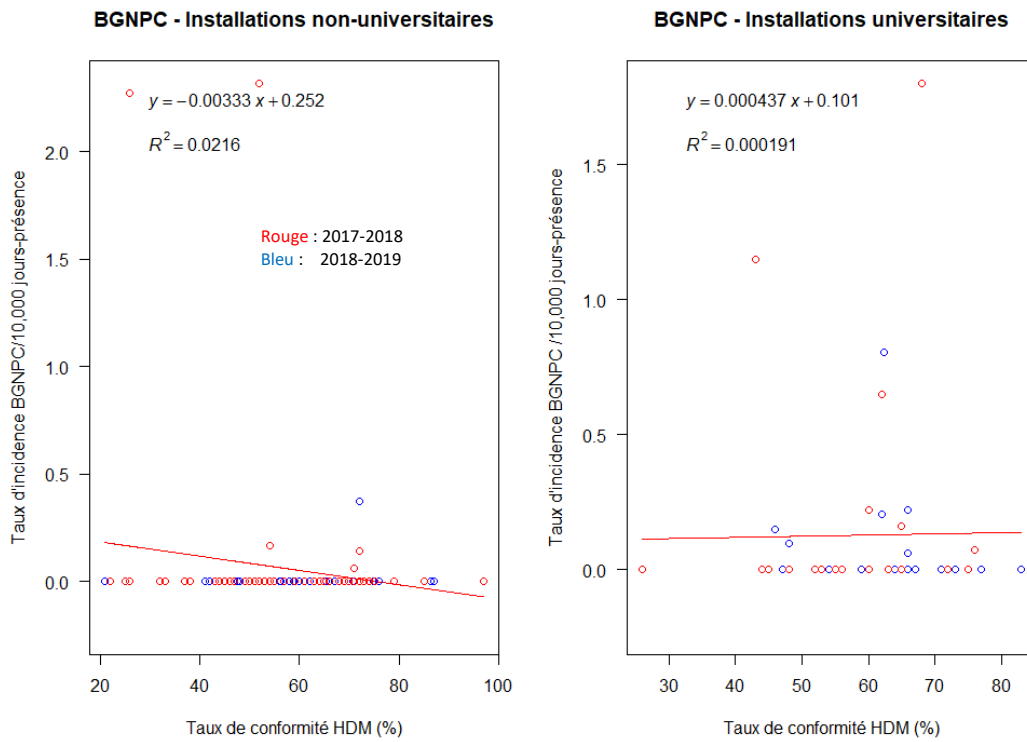 BGNPC - Installations non-universitaires
y = −0.00333 x + 0.252
R² = 0.0216
Rouge : 2017-2018
Bleu : 2018-2019
2.0
1.5
1.0
0.5
0.0
20 40 60 80 100
Taux de conformité HDM (%)
Taux d'incidence BGNPC/10,000 jours-présence
BGNPC - Installations universitaires
y = 0.000437 x + 0.101
R² = 0.000191
1.5
1.0
0.5
0.0
30 40 50 60 70 80
Taux de conformité HDM (%)
Taux d'incidence BGNPC /10,000 jours-présence